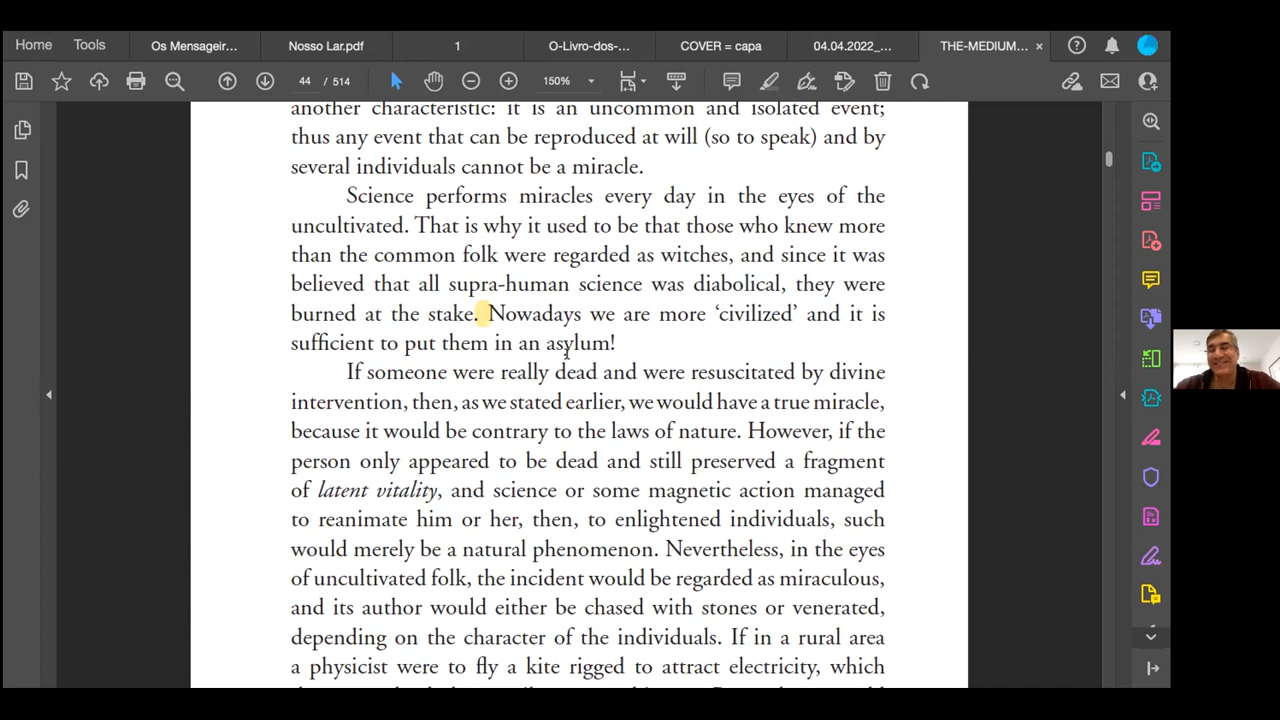 Home Tools Os Mensageir... Nosso Lar.pdf 1 O-Livro-dos-... COVER = capa 04.04.2022_... THE-MEDIUM... ×
44 / 514 150%
another characteristic: it is an uncommon and isolated event;
thus any event that can be reproduced at will (so to speak) and by
several individuals cannot be a miracle.
Science performs miracles every day in the eyes of the
uncultivated. That is why it used to be that those who knew more
than the common folk were regarded as witches, and since it was
believed that all supra-human science was diabolical, they were
burned at the stake. Nowadays we are more ‘civilized’ and it is
sufficient to put them in an asylum!
If someone were really dead and were resuscitated by divine
intervention, then, as we stated earlier, we would have a true miracle,
because it would be contrary to the laws of nature. However, if the
person only appeared to be dead and still preserved a fragment
of latent vitality, and science or some magnetic action managed
to reanimate him or her, then, to enlightened individuals, such
would merely be a natural phenomenon. Nevertheless, in the eyes
of uncultivated folk, the incident would be regarded as miraculous,
and its author would either be chased with stones or venerated,
depending on the character of the individuals. If in a rural area
a physicist were to fly a kite rigged to attract electricity, which